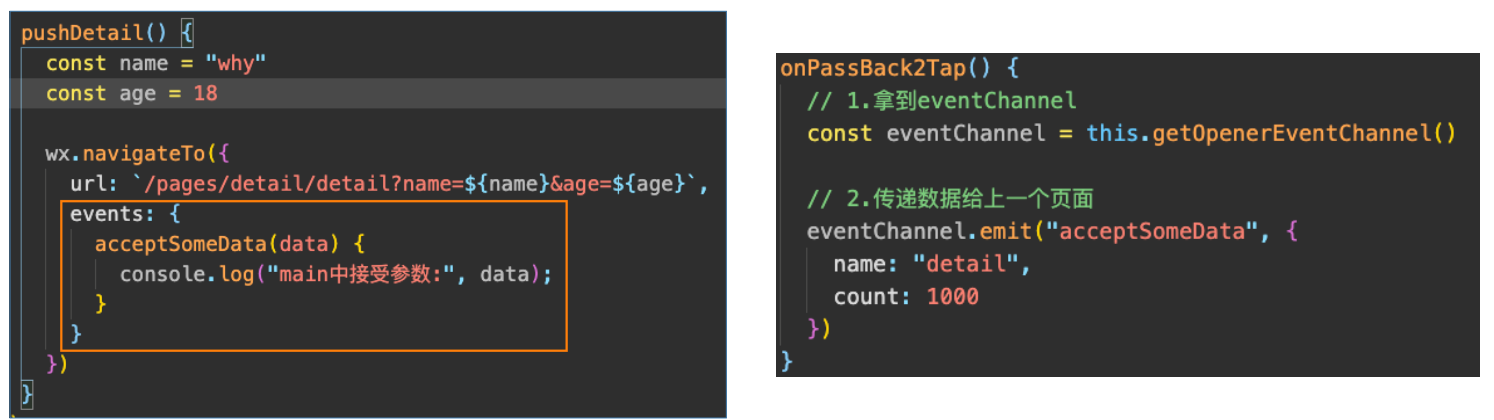 pushDetail() {
const name = "why"
const age = 18
wx.navigateTo({
url: `/pages/detail/detail?name=${name}&age=${age}`,
events: {
acceptSomeData(data) {
console.log("main中接受参数:", data);
}
}
})
}
onPassBack2Tap() {
// 1.拿到eventChannel
const eventChannel = this.getOpenerEventChannel()
// 2.传递数据给上一个页面
eventChannel.emit("acceptSomeData", {
name: "detail",
count: 1000
})
}